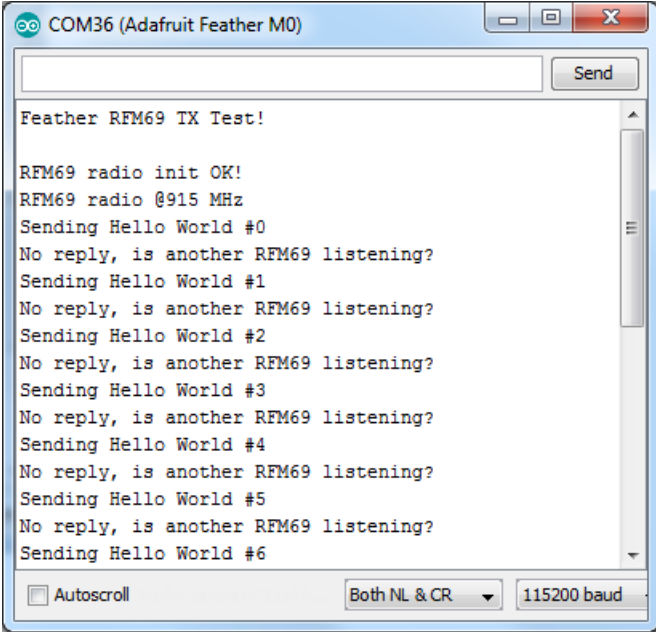 COM36 (Adafruit Feather M0)
Send
Feather RFM69 TX Test!
RFM69 radio init OK!
RFM69 radio @915 MHz
Sending Hello World #0
No reply, is another RFM69 listening?
Sending Hello World #1
No reply, is another RFM69 listening?
Sending Hello World #2
No reply, is another RFM69 listening?
Sending Hello World #3
No reply, is another RFM69 listening?
Sending Hello World #4
No reply, is another RFM69 listening?
Sending Hello World #5
No reply, is another RFM69 listening?
Sending Hello World #6
Autoscroll Both NL & CR 115200 baud